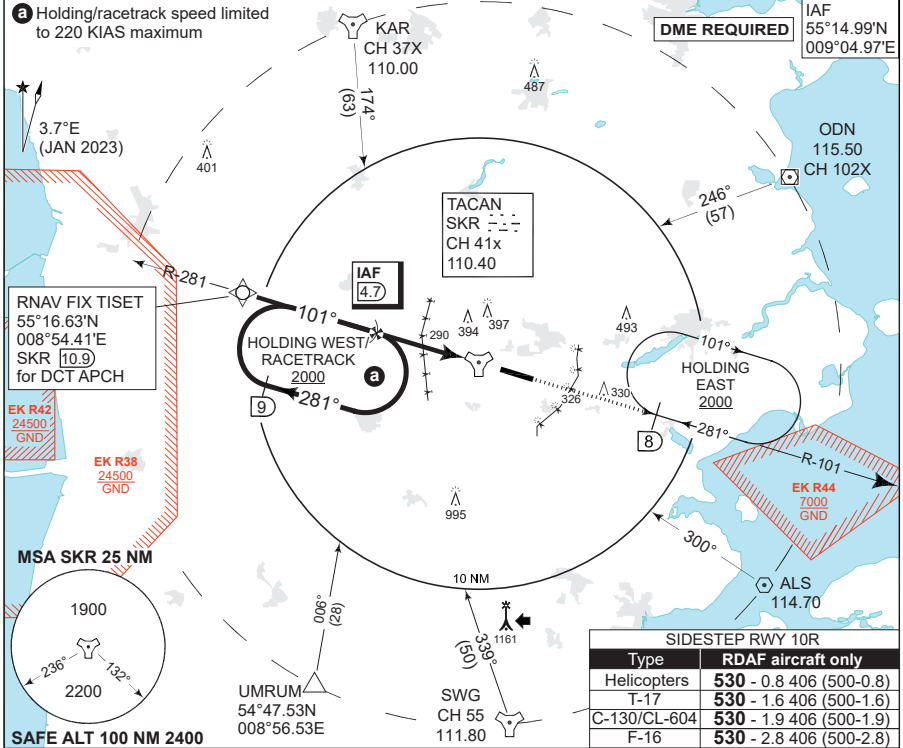 a Holding/racetrack speed limited
to 220 KIAS maximum
KAR
CH 37X
110.00
DME REQUIRED
IAF
55°14.99'N
009°04.97'E
3.7°E
(JAN 2023)
174°
(63)
487
401
ODN
115.50
CH 102X
246°
(57)
TACAN
SKR
CH 41x
110.40
R-281
IAF
4.7
RNAV FIX TISET
55°16.63'N
008°54.41'E
SKR 10.9
for DCT APCH
101°
HOLDING WEST/
RACETRACK
2000
a
281°
9
290
394
397
493
326
330
101°
HOLDING
EAST
2000
281°
8
R-101
EK R42
24500
GND
EK R38
24500
GND
EK R44
7000
GND
995
300°
ALS
114.70
10 NM
MSA SKR 25 NM
1900
236°
132°
2200
SAFE ALT 100 NM 2400
006°
(28)
UMRUM
54°47.53N
008°56.53E
339°
(50)
1161
SWG
CH 55
111.80
SIDESTEP RWY 10R
Type RDAF aircraft only
Helicopters 530 - 0.8 406 (500-0.8)
T-17 530 - 1.6 406 (500-1.6)
C-130/CL-604 530 - 1.9 406 (500-1.9)
F-16 530 - 2.8 406 (500-2.8)